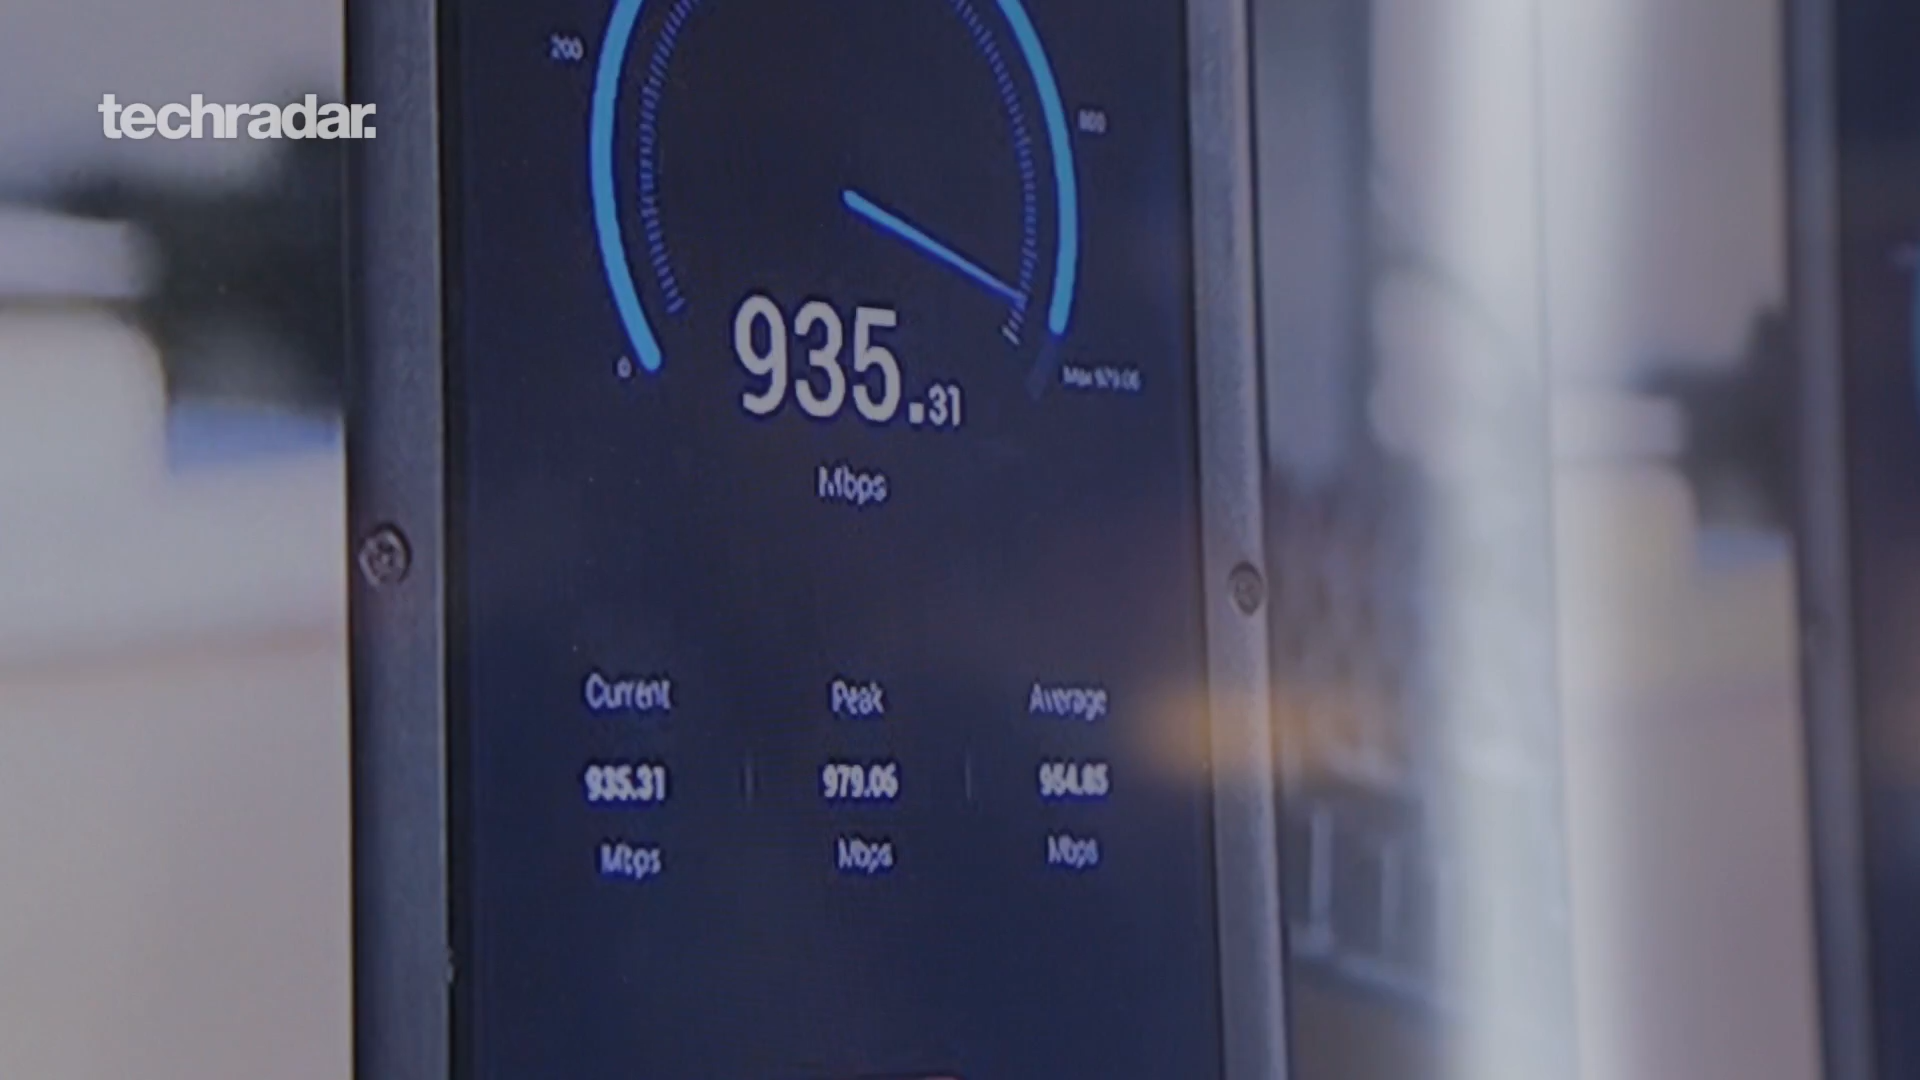 techradar.
200
800
0
935.31
Max 979.06
Mbps
Current Peak Average
935.31 979.06 954.85
Mbps Mbps Mbps